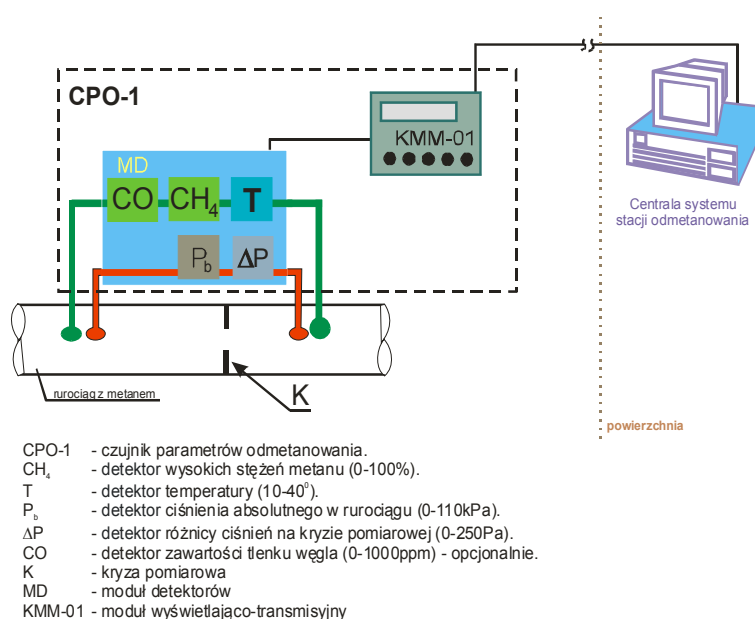 CPO-1
KMM-01
MD
CO CH₄ T
P_b ΔP
Centrala systemu
stacji odmetanowania
rurociąg z metanem
K
powierzchnia
CPO-1 - czujnik parametrów odmetanowania.
CH₄ - detektor wysokich stężeń metanu (0-100%).
T - detektor temperatury (10-40⁰).
P_b - detektor ciśnienia absolutnego w rurociągu (0-110kPa).
ΔP - detektor różnicy ciśnień na kryzie pomiarowej (0-250Pa).
CO - detektor zawartości tlenku węgla (0-1000ppm) - opcjonalnie.
K - kryza pomiarowa
MD - moduł detektorów
KMM-01 - moduł wyświetlająco-transmisyjny